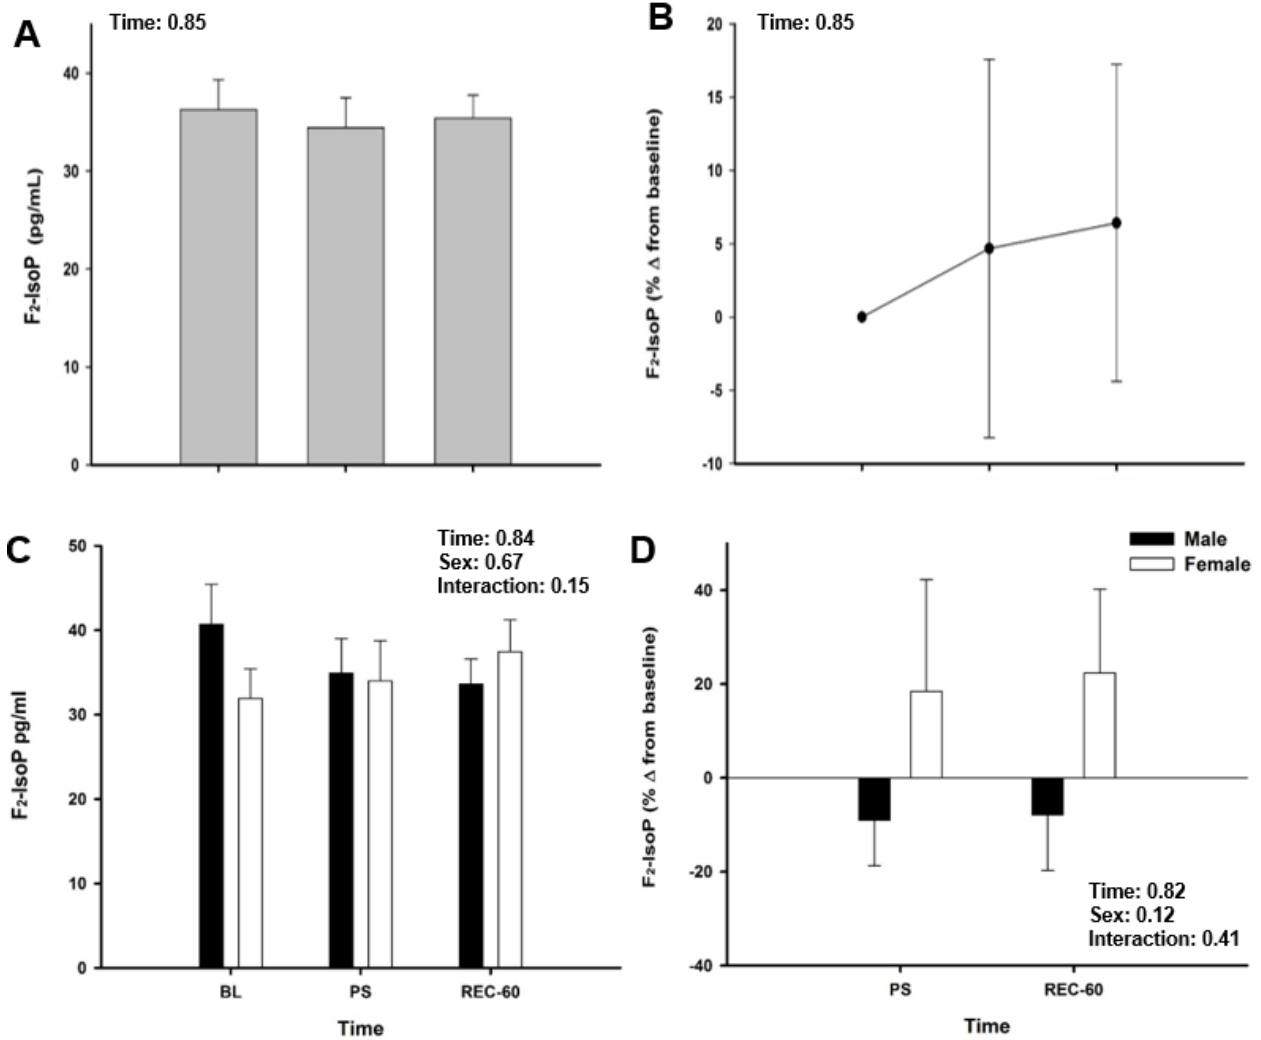 A
Time: 0.85
40
30
20
10
0
F2-IsoP (pg/mL)
B
Time: 0.85
20
15
10
5
0
-5
-10
F2-IsoP (% Δ from baseline)
C
Time: 0.84
Sex: 0.67
Interaction: 0.15
50
40
30
20
10
0
F2-IsoP pg/ml
BL PS REC-60
Time
D
Male
Female
40
20
0
-20
-40
F2-IsoP (% Δ from baseline)
Time: 0.82
Sex: 0.12
Interaction: 0.41
PS REC-60
Time